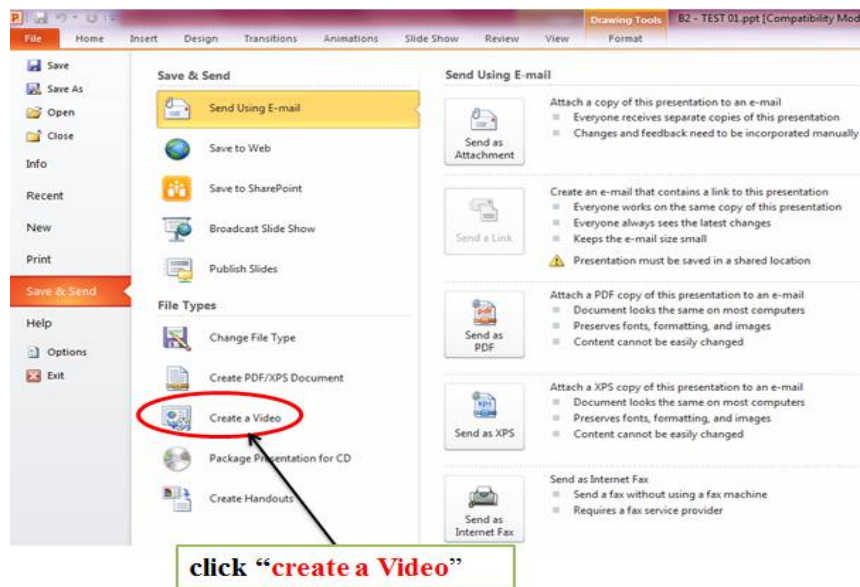 Drawing Tools
B2 - TEST 01.ppt [Compatibility Mod
File Home Insert Design Transitions Animations Slide Show Review View Format
Save
Save As
Open
Close
Info
Recent
New
Print
Save & Send
Help
Options
Exit
Save & Send
Send Using E-mail
Save to Web
Save to SharePoint
Broadcast Slide Show
Publish Slides
File Types
Change File Type
Create PDF/XPS Document
Create a Video
Package Presentation for CD
Create Handouts
Send Using E-mail
Send as
Attachment
Attach a copy of this presentation to an e-mail
Everyone receives separate copies of this presentation
Changes and feedback need to be incorporated manually
Send a Link
Create an e-mail that contains a link to this presentation
Everyone works on the same copy of this presentation
Everyone always sees the latest changes
Keeps the e-mail size small
Presentation must be saved in a shared location
Send as
PDF
Attach a PDF copy of this presentation to an e-mail
Document looks the same on most computers
Preserves fonts, formatting, and images
Content cannot be easily changed
Send as XPS
Attach a XPS copy of this presentation to an e-mail
Document looks the same on most computers
Preserves fonts, formatting, and images
Content cannot be easily changed
Send as
Internet Fax
Send as Internet Fax
Send a fax without using a fax machine
Requires a fax service provider
click “create a Video”